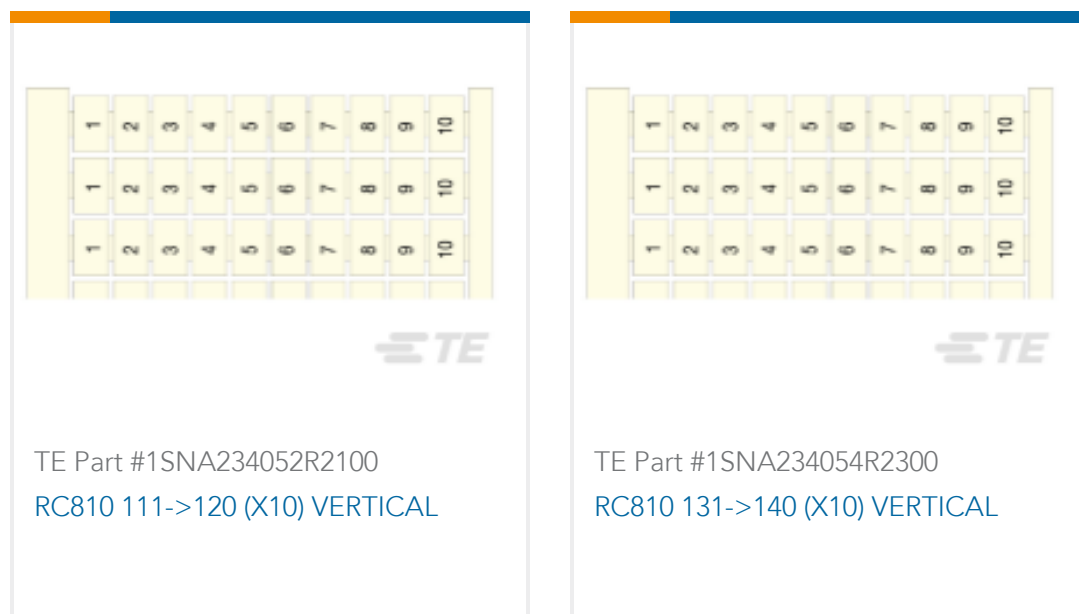 1 2 3 4 5 6 7 8 9 10
1 2 3 4 5 6 7 8 9 10
1 2 3 4 5 6 7 8 9 10
TE
TE Part #1SNA234052R2100
RC810 111->120 (X10) VERTICAL
1 2 3 4 5 6 7 8 9 10
1 2 3 4 5 6 7 8 9 10
1 2 3 4 5 6 7 8 9 10
TE
TE Part #1SNA234054R2300
RC810 131->140 (X10) VERTICAL